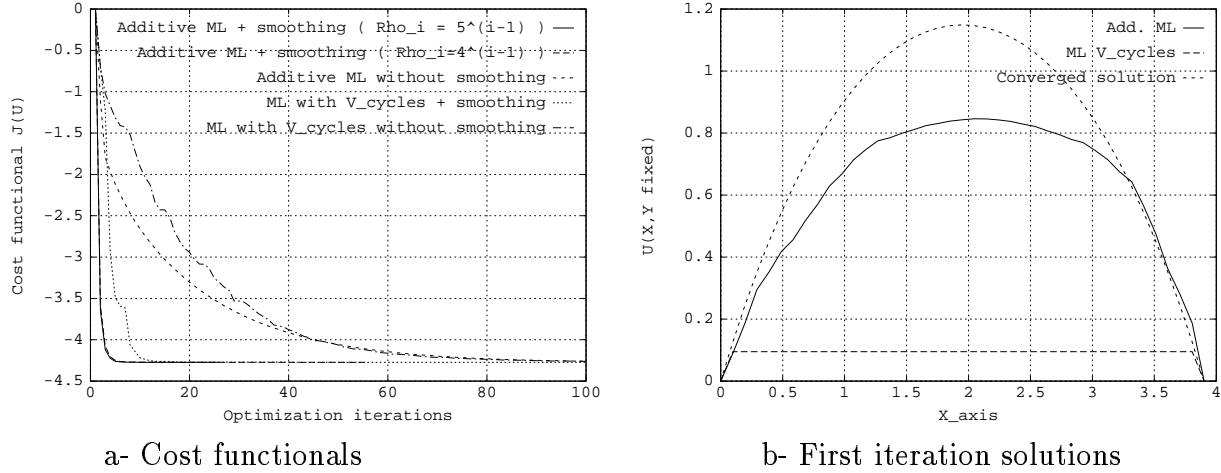 Additive ML + smoothing ( Rho_i = 5^(i-1) )
Additive ML + smoothing ( Rho_i=4^(i-1) )
Additive ML without smoothing
ML with V_cycles + smoothing
ML with V_cycles without smoothing
Cost functional J(U)
0
-0.5
-1
-1.5
-2
-2.5
-3
-3.5
-4
-4.5
0
20
40
60
80
100
Optimization iterations
a- Cost functionals
Add. ML
ML V_cycles
Converged solution
U(X,Y fixed)
1.2
1
0.8
0.6
0.4
0.2
0
0
0.5
1
1.5
2
2.5
3
3.5
4
X_axis
b- First iteration solutions